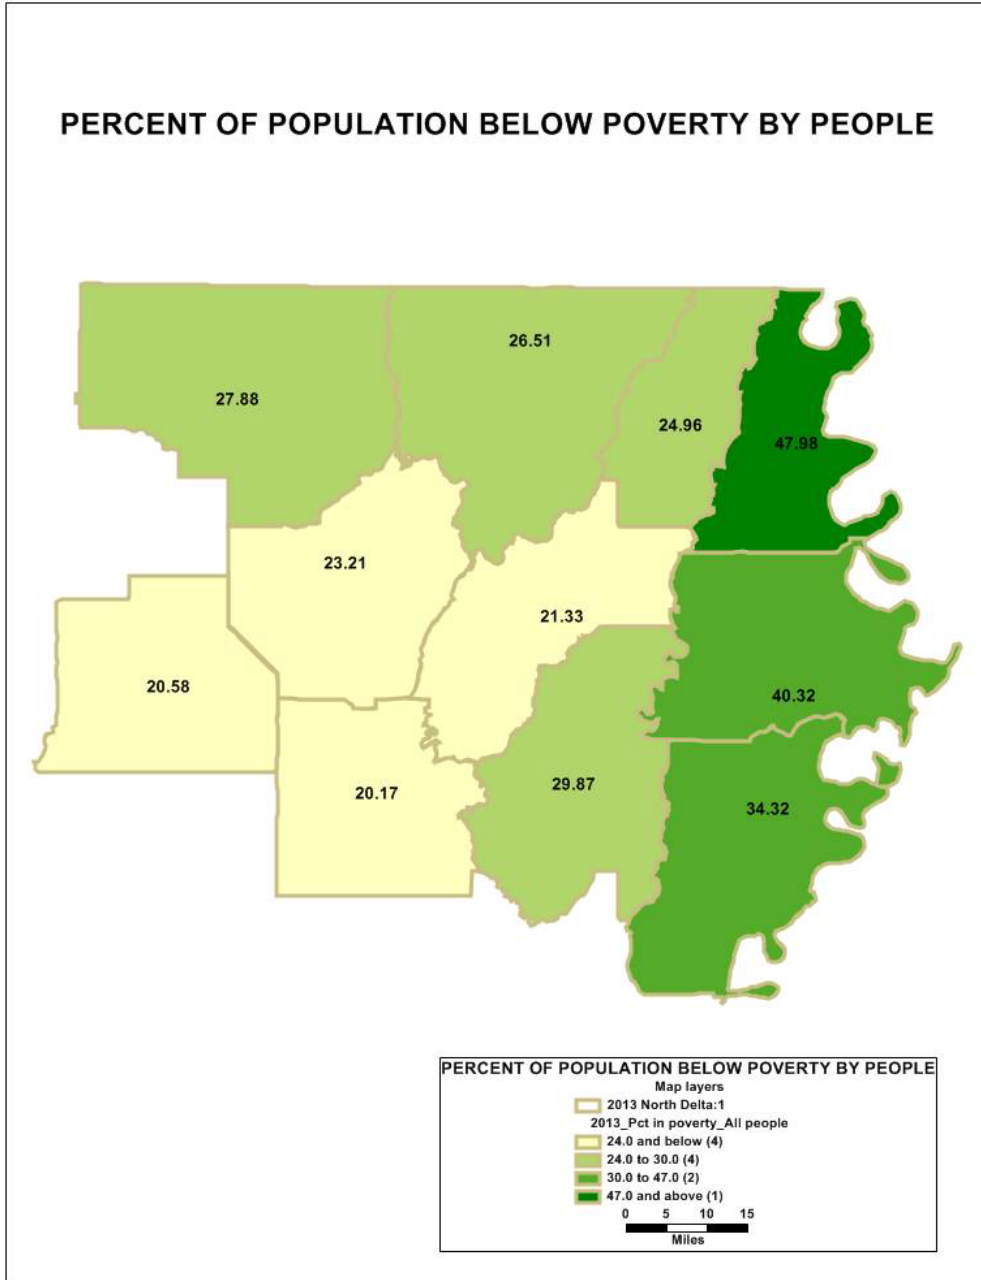 PERCENT OF POPULATION BELOW POVERTY BY PEOPLE
26.51
27.88
24.96
47.98
23.21
21.33
20.58
40.32
29.87
20.17
34.32
PERCENT OF POPULATION BELOW POVERTY BY PEOPLE
Map layers
2013 North Delta:1
2013_Pct in poverty_All people
24.0 and below (4)
24.0 to 30.0 (4)
30.0 to 47.0 (2)
47.0 and above (1)
0 5 10 15
Miles